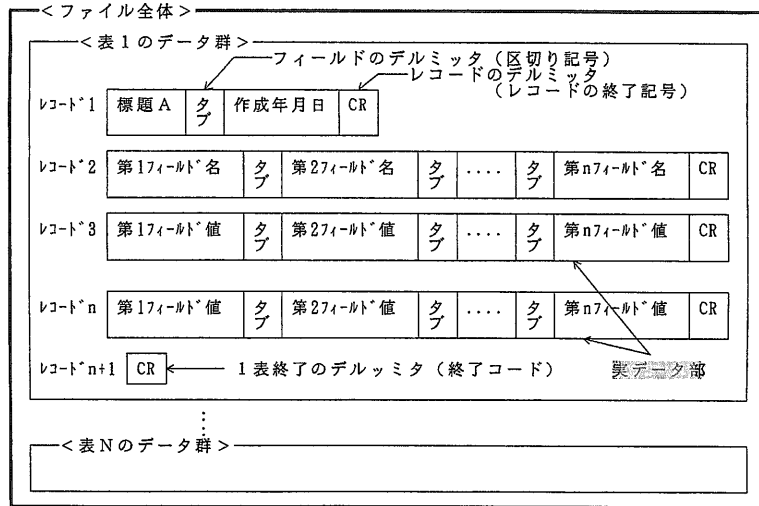 <ファイル全体>
<表1のデータ群>
フィールドのデルミッタ(区切り記号)
レコードのデルミッタ
(レコードの終了記号)
ﾚｺｰﾄﾞ1 標題A タブ 作成年月日 CR
ﾚｺｰﾄﾞ2 第1ﾌｨｰﾙﾄﾞ名 タブ 第2ﾌｨｰﾙﾄﾞ名 タブ .... タブ 第nﾌｨｰﾙﾄﾞ名 CR
ﾚｺｰﾄﾞ3 第1ﾌｨｰﾙﾄﾞ値 タブ 第2ﾌｨｰﾙﾄﾞ値 タブ .... タブ 第nﾌｨｰﾙﾄﾞ値 CR
ﾚｺｰﾄﾞn 第1ﾌｨｰﾙﾄﾞ値 タブ 第2ﾌｨｰﾙﾄﾞ値 タブ .... タブ 第nﾌｨｰﾙﾄﾞ値 CR
ﾚｺｰﾄﾞn+1 CR 1表終了のデルッミタ(終了コード) 実データ部
<表Nのデータ群>